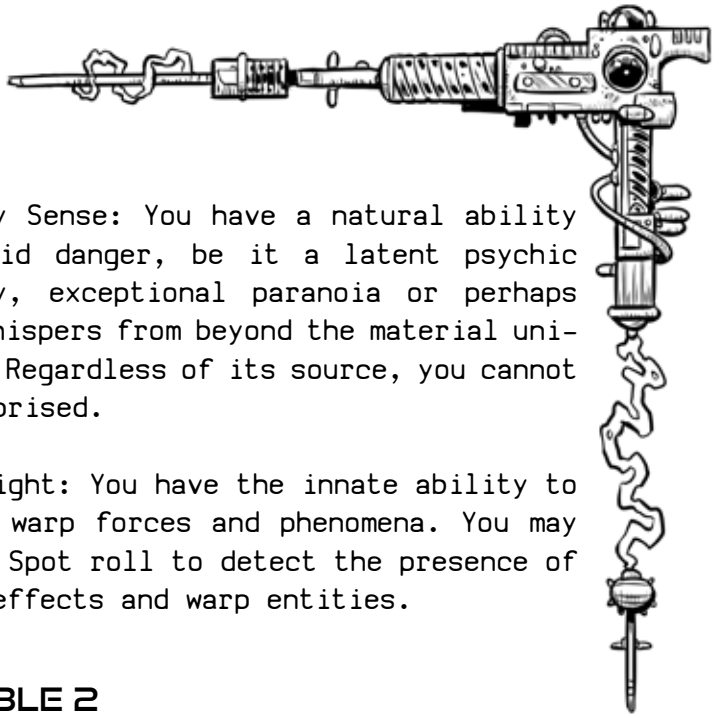 y Sense: You have a natural ability
id danger, be it a latent psychic
y, exceptional paranoia or perhaps
hispers from beyond the material uni-
Regardless of its source, you cannot
prised.
ight: You have the innate ability to
warp forces and phenomena. You may
Spot roll to detect the presence of
effects and warp entities.
BLE 2